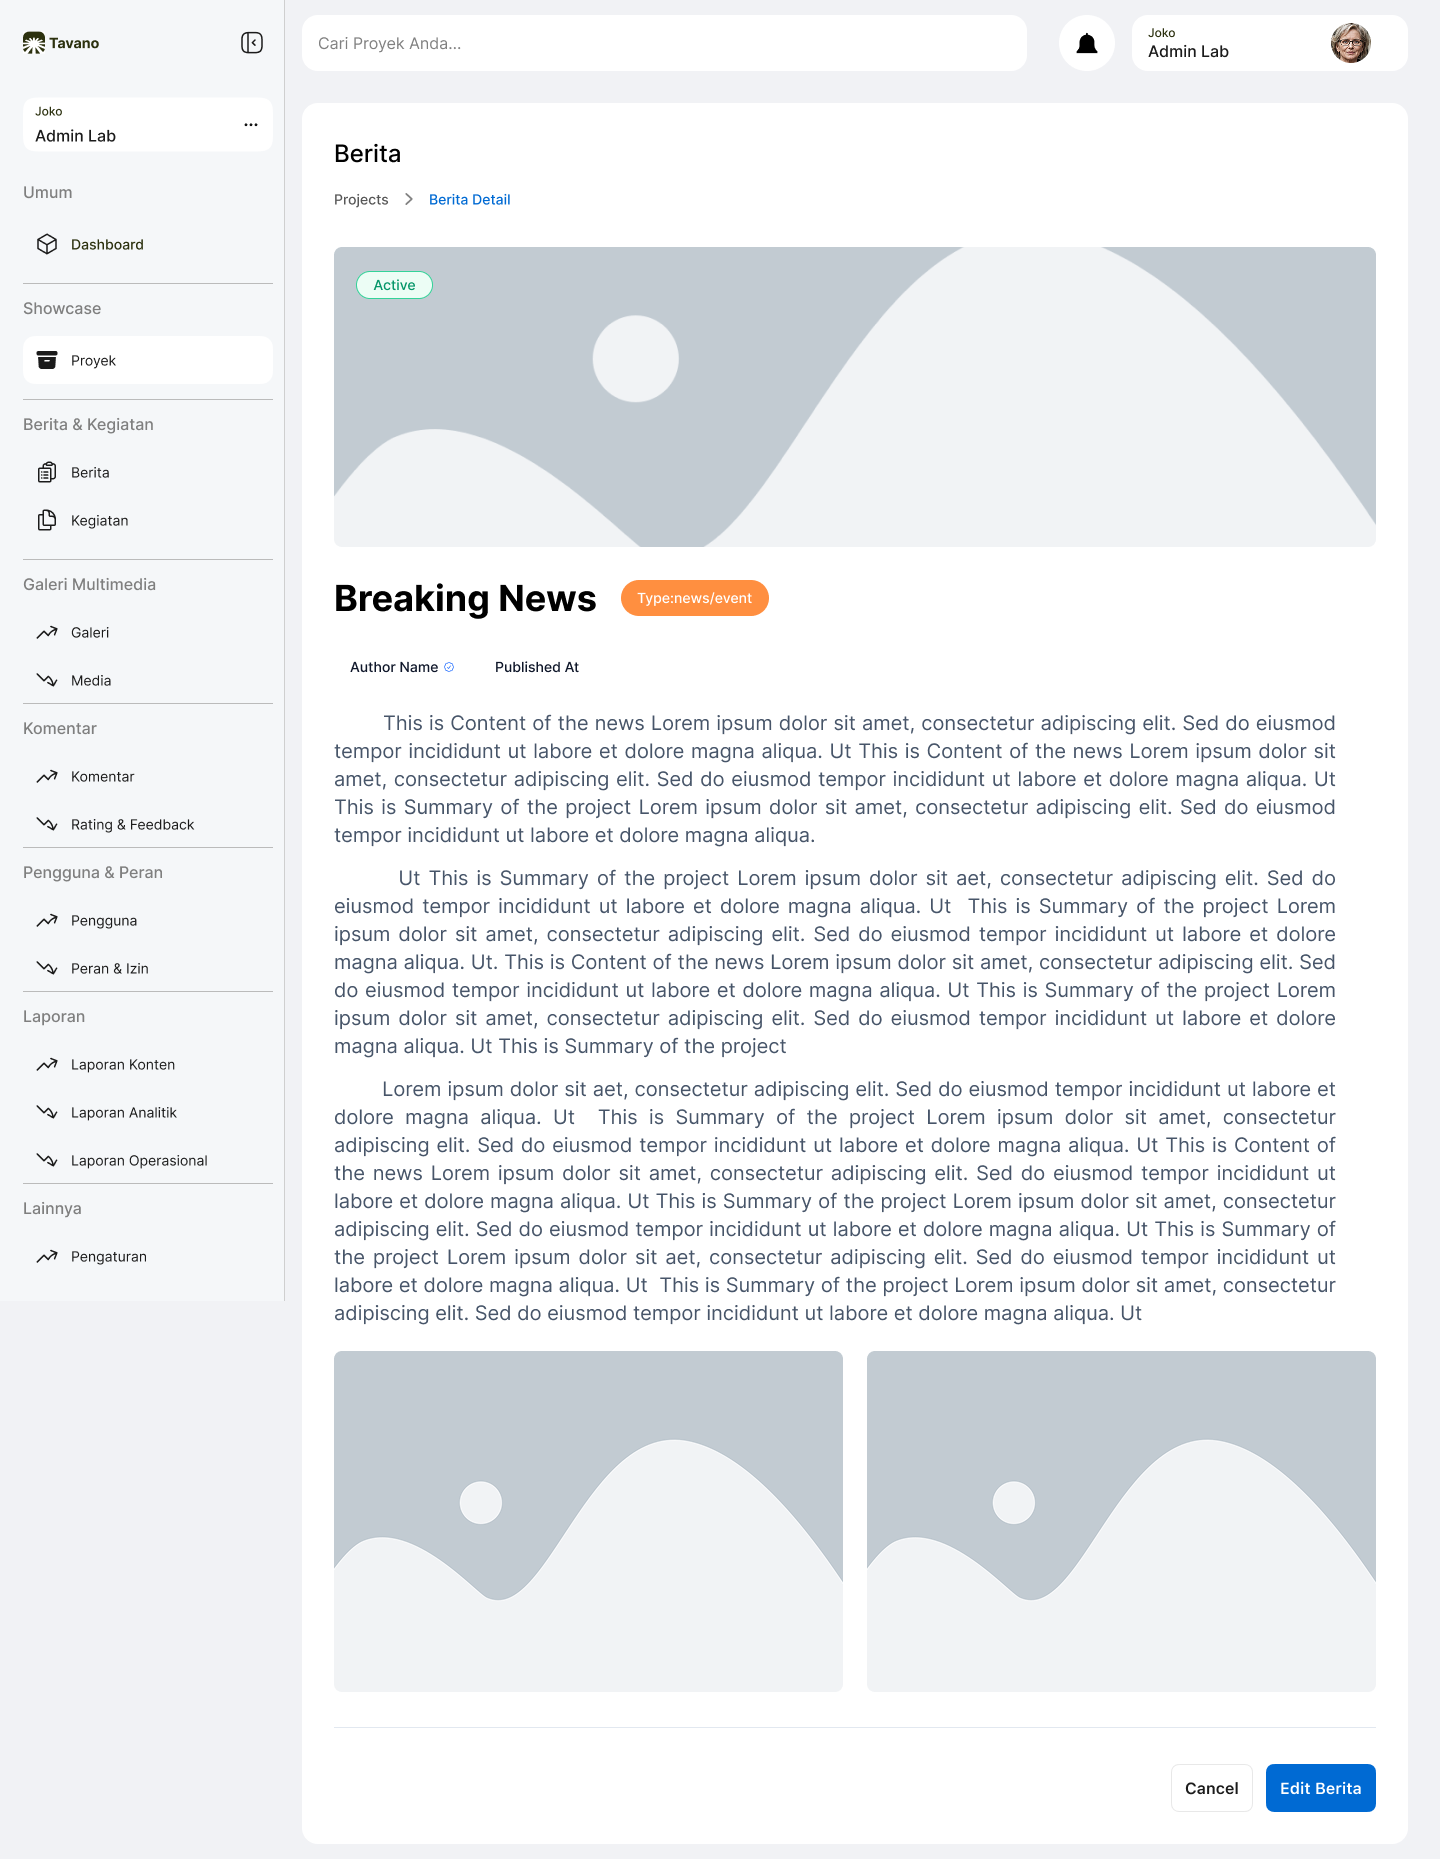 Tavano
Joko
Admin Lab
Umum
Dashboard
Showcase
Proyek
Berita & Kegiatan
Berita
Kegiatan
Galeri Multimedia
Galeri
Media
Komentar
Komentar
Rating & Feedback
Pengguna & Peran
Pengguna
Peran & Izin
Laporan
Laporan Konten
Laporan Analitik
Laporan Operasional
Lainnya
Pengaturan
Cari Proyek Anda...
Joko
Admin Lab
Berita
Projects > Berita Detail
Active
Breaking News
Type:news/event
Author Name
Published At
This is Content of the news Lorem ipsum dolor sit amet, consectetur adipiscing elit. Sed do eiusmod
tempor incididunt ut labore et dolore magna aliqua. Ut This is Content of the news Lorem ipsum dolor sit
amet, consectetur adipiscing elit. Sed do eiusmod tempor incididunt ut labore et dolore magna aliqua. Ut
This is Summary of the project Lorem ipsum dolor sit amet, consectetur adipiscing elit. Sed do eiusmod
tempor incididunt ut labore et dolore magna aliqua.
Ut This is Summary of the project Lorem ipsum dolor sit aet, consectetur adipiscing elit. Sed do
eiusmod tempor incididunt ut labore et dolore magna aliqua. Ut This is Summary of the project Lorem
ipsum dolor sit amet, consectetur adipiscing elit. Sed do eiusmod tempor incididunt ut labore et dolore
magna aliqua. Ut. This is Content of the news Lorem ipsum dolor sit amet, consectetur adipiscing elit. Sed
do eiusmod tempor incididunt ut labore et dolore magna aliqua. Ut This is Summary of the project Lorem
ipsum dolor sit amet, consectetur adipiscing elit. Sed do eiusmod tempor incididunt ut labore et dolore
magna aliqua. Ut This is Summary of the project
Lorem ipsum dolor sit aet, consectetur adipiscing elit. Sed do eiusmod tempor incididunt ut labore et
dolore magna aliqua. Ut This is Summary of the project Lorem ipsum dolor sit amet, consectetur
adipiscing elit. Sed do eiusmod tempor incididunt ut labore et dolore magna aliqua. Ut This is Content of
the news Lorem ipsum dolor sit amet, consectetur adipiscing elit. Sed do eiusmod tempor incididunt ut
labore et dolore magna aliqua. Ut This is Summary of the project Lorem ipsum dolor sit amet, consectetur
adipiscing elit. Sed do eiusmod tempor incididunt ut labore et dolore magna aliqua. Ut This is Summary of
the project Lorem ipsum dolor sit aet, consectetur adipiscing elit. Sed do eiusmod tempor incididunt ut
labore et dolore magna aliqua. Ut This is Summary of the project Lorem ipsum dolor sit amet, consectetur
adipiscing elit. Sed do eiusmod tempor incididunt ut labore et dolore magna aliqua. Ut
Cancel
Edit Berita